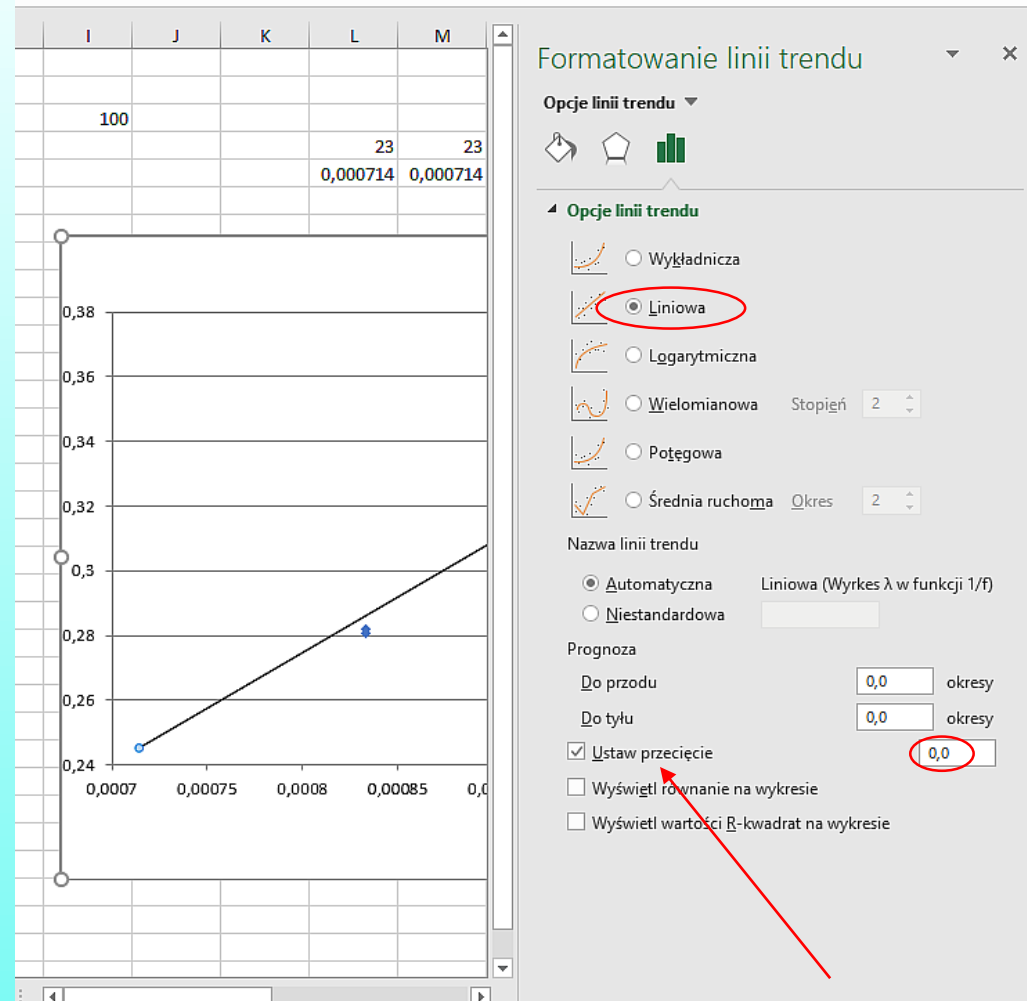 I J K L M
100
23 23
0,000714 0,000714
0,38
0,36
0,34
0,32
0,3
0,28
0,26
0,24
0,0007 0,00075 0,0008 0,00085
Formatowanie linii trendu
Opcje linii trendu
Opcje linii trendu
Wykładnicza
Liniowa
Logarytmiczna
Wielomianowa Stopień 2
Potęgowa
Średnia ruchoma Okres 2
Nazwa linii trendu
Automatyczna Liniowa (Wyrkes λ w funkcji 1/f)
Niestandardowa
Prognoza
Do przodu 0,0 okresy
Do tyłu 0,0 okresy
Ustaw przecięcie 0,0
Wyświetl równanie na wykresie
Wyświetl wartości R-kwadrat na wykresie